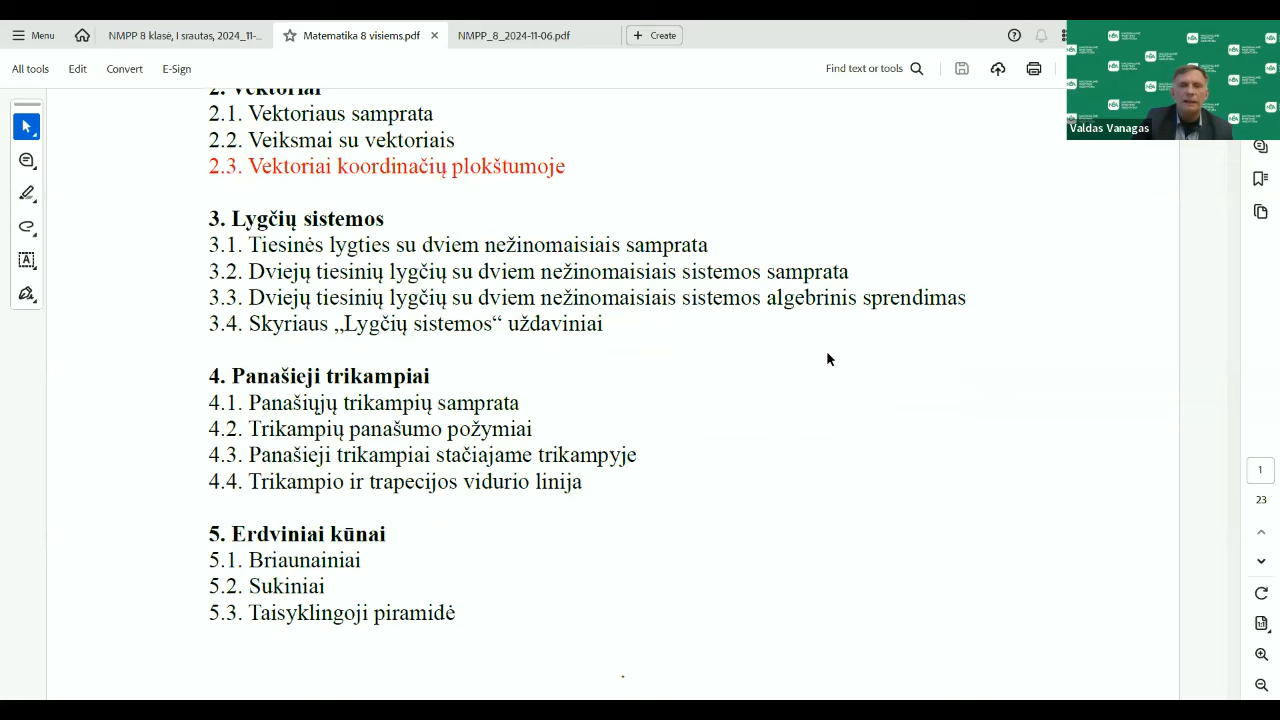 Menu
NMPP 8 klasė, I srautas, 2024_11-...
Matematika 8 visiems.pdf
NMPP_8_2024-11-06.pdf
Create
All tools
Edit
Convert
E-Sign
Find text or tools
Valdas Vanagas
2. Vektoriai
2.1. Vektoriaus samprata
2.2. Veiksmai su vektoriais
2.3. Vektoriai koordinačių plokštumoje
3. Lygčių sistemos
3.1. Tiesinės lygties su dviem nežinomaisiais samprata
3.2. Dviejų tiesinių lygčių su dviem nežinomaisiais sistemos samprata
3.3. Dviejų tiesinių lygčių su dviem nežinomaisiais sistemos algebrinis sprendimas
3.4. Skyriaus „Lygčių sistemos“ uždaviniai
4. Panašieji trikampiai
4.1. Panašiųjų trikampių samprata
4.2. Trikampių panašumo požymiai
4.3. Panašieji trikampiai stačiajame trikampyje
4.4. Trikampio ir trapecijos vidurio linija
5. Erdviniai kūnai
5.1. Briaunainiai
5.2. Sukiniai
5.3. Taisyklingoji piramidė
1
23